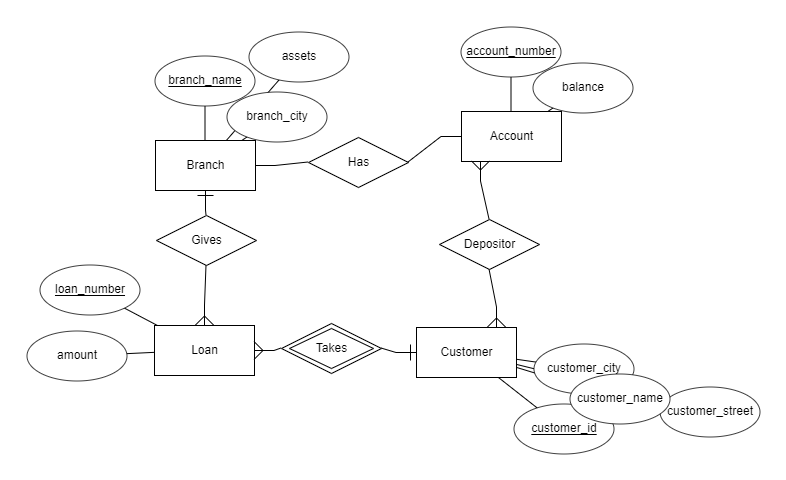 assets
account_number
branch_name
balance
branch_city
Account
Has
Branch
Gives
Depositor
loan_number
amount
Loan
Takes
Customer
customer_city
customer_name
customer_street
customer_id